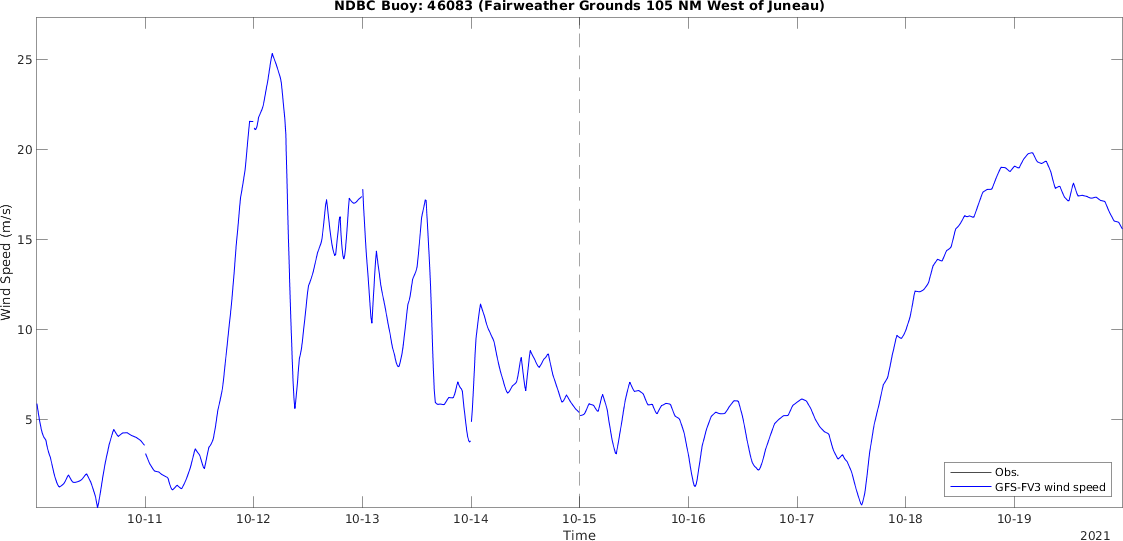 NDBC Buoy: 46083 (Fairweather Grounds 105 NM West of Juneau)
25
20
15
10
5
Wind Speed (m/s)
10-11 10-12 10-13 10-14 10-15 10-16 10-17 10-18 10-19
Time
2021
Obs.
GFS-FV3 wind speed